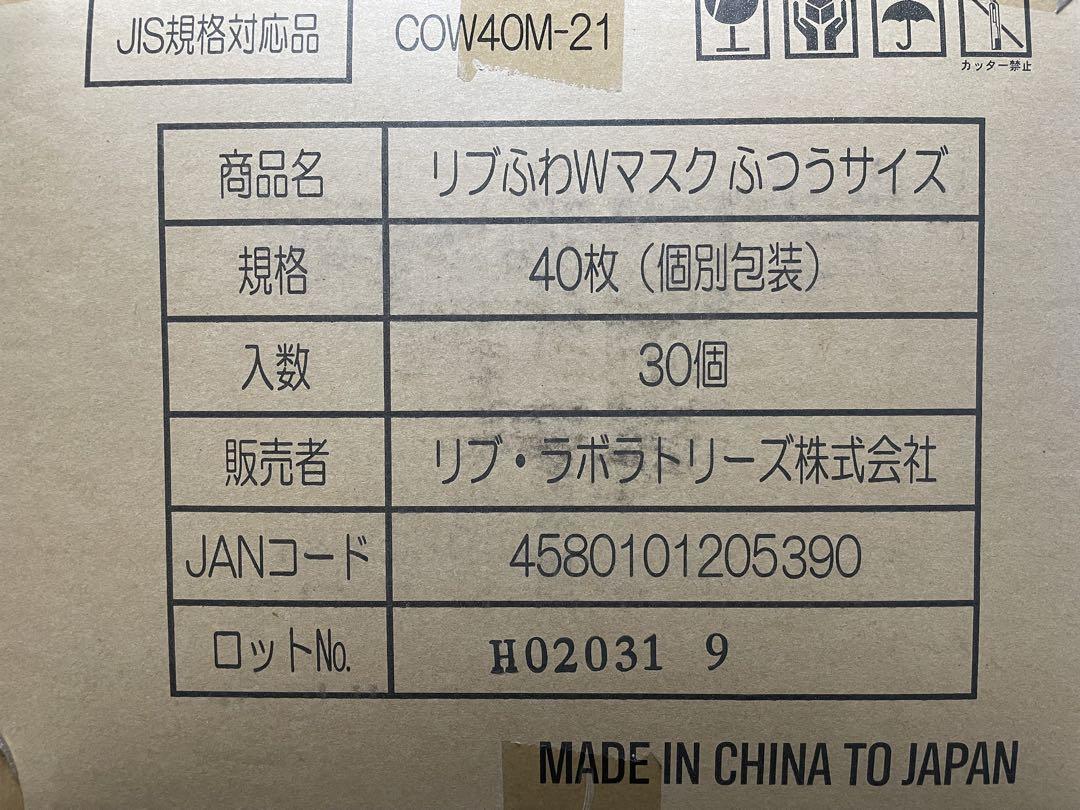 JIS規格対応品 COW40M-21
カッター禁止
商品名 リブふわWマスク ふつうサイズ
規格 40枚（個別包装）
入数 30個
販売者 リブ・ラボラトリーズ株式会社
JANコード 4580101205390
ロットNo. H02031 9
MADE IN CHINA TO JAPAN